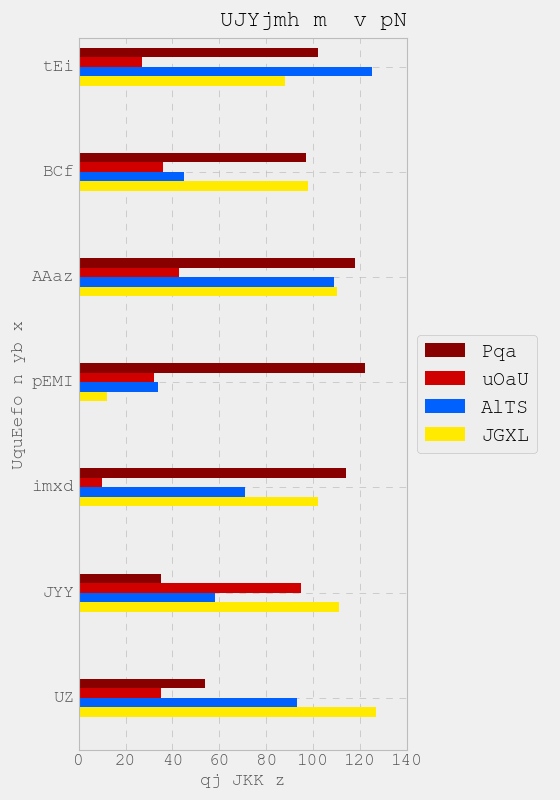 UJYjmh m  v pN
tEi
BCf
AAaz
pEMI
imxd
JYY
UZ
UquEefo n yb x
0 20 40 60 80 100 120 140
qj JKK z
Pqa
uOaU
AlTS
JGXL